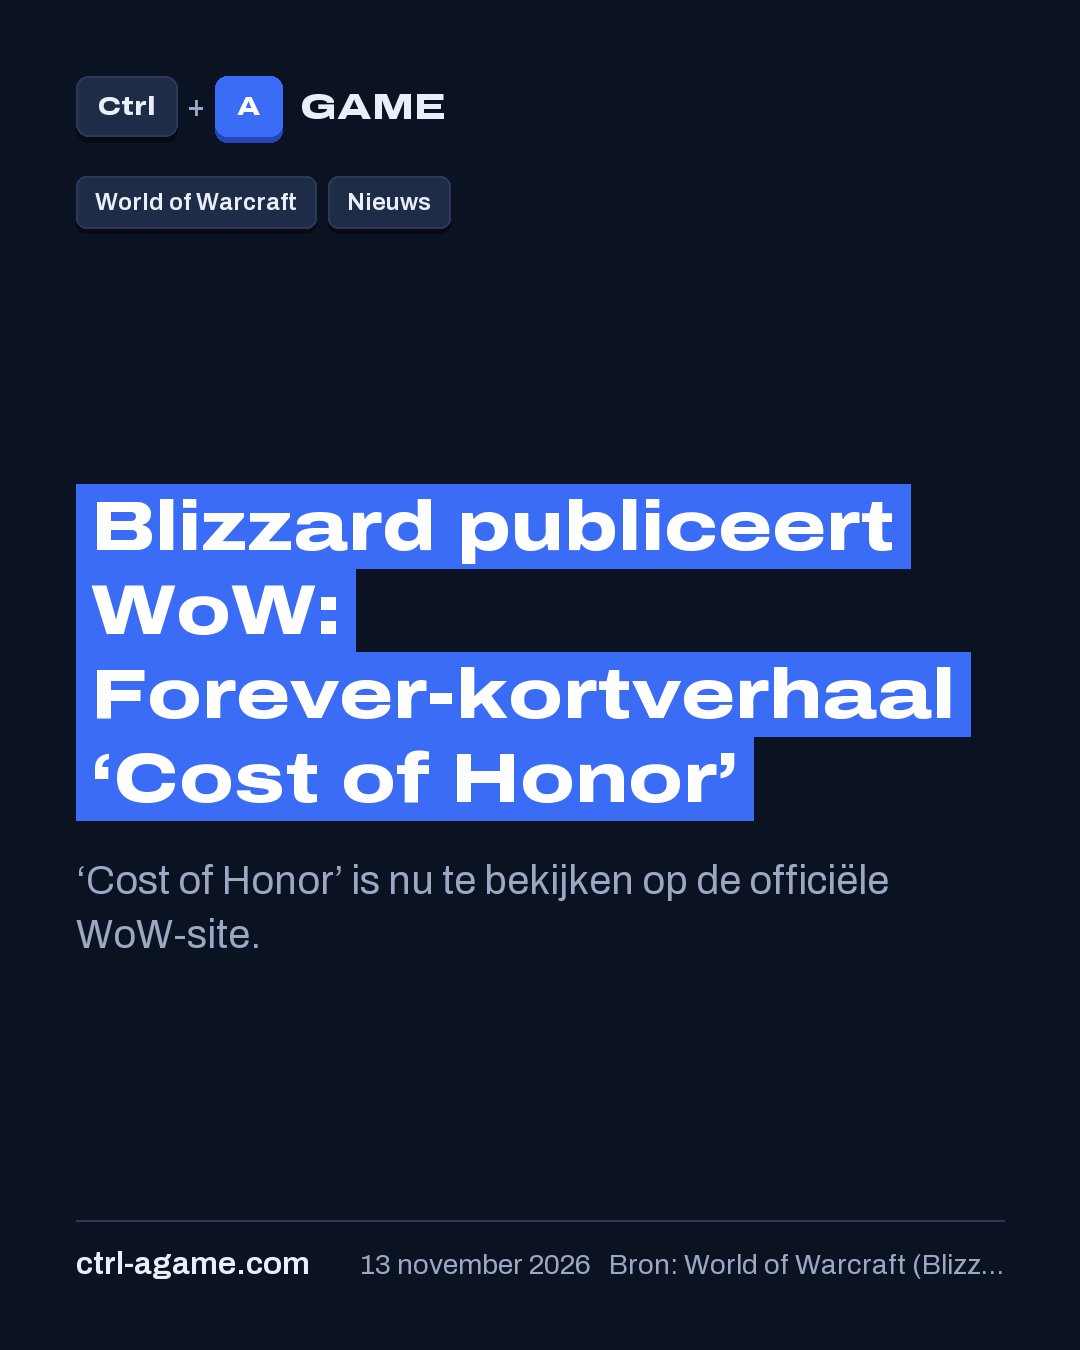 Ctrl + A GAME
World of Warcraft Nieuws
Blizzard publiceert
WoW:
Forever-kortverhaal
‘Cost of Honor’
‘Cost of Honor’ is nu te bekijken op de officiële
WoW-site.
ctrl-agame.com 13 november 2026 Bron: World of Warcraft (Blizz...